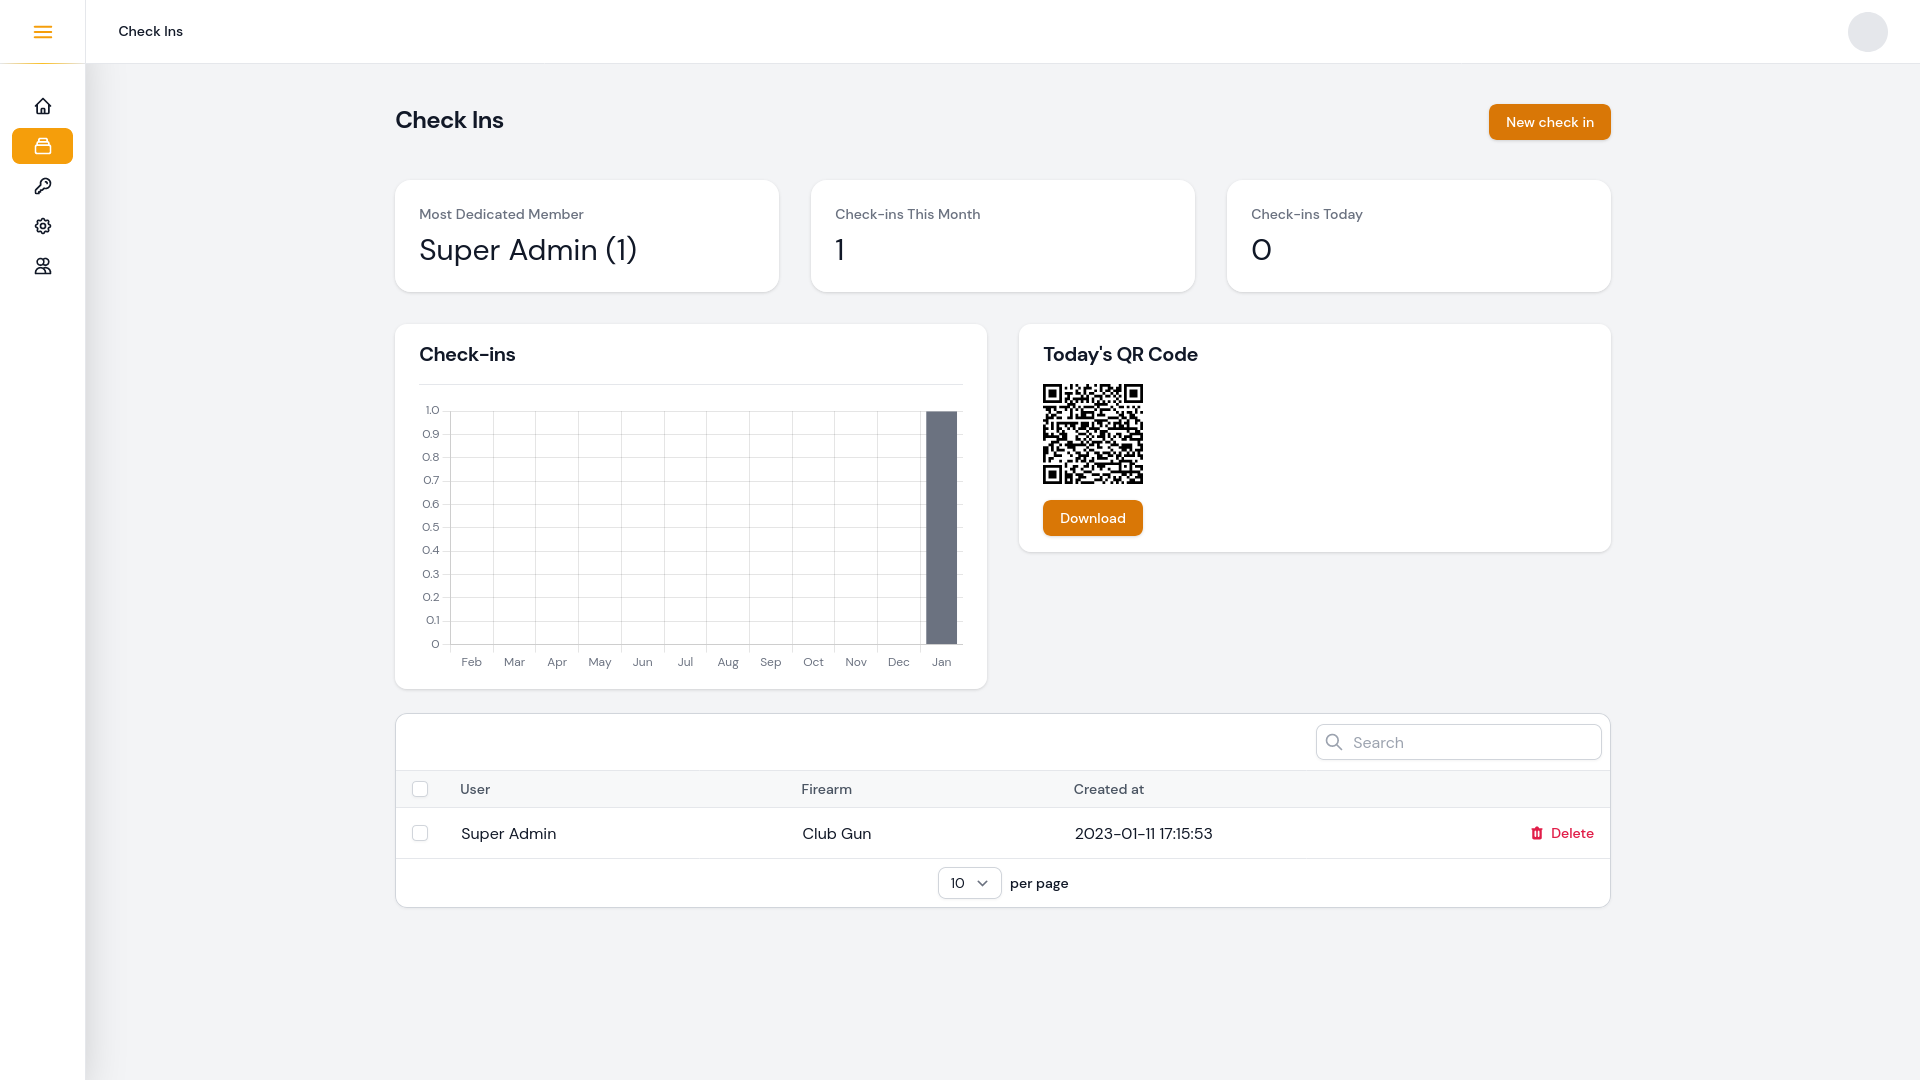 Check Ins
Check Ins
New check in
Most Dedicated Member
Super Admin (1)
Check-ins This Month
1
Check-ins Today
0
Check-ins
1.0
0.9
0.8
0.7
0.6
0.5
0.4
0.3
0.2
0.1
0
Feb Mar Apr May Jun Jul Aug Sep Oct Nov Dec Jan
Today's QR Code
Download
Search
User Firearm Created at
Super Admin Club Gun 2023-01-11 17:15:53 Delete
10 per page